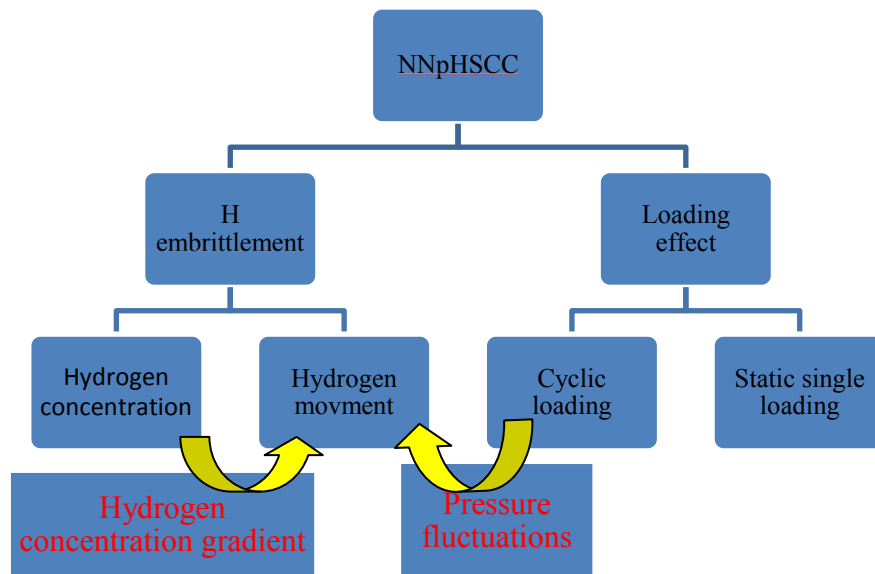 NNpHSCC
H
embrittlement
Loading
effect
Hydrogen
concentration
Hydrogen
movment
Cyclic
loading
Static single
loading
Hydrogen
concentration gradient
Pressure
fluctuations